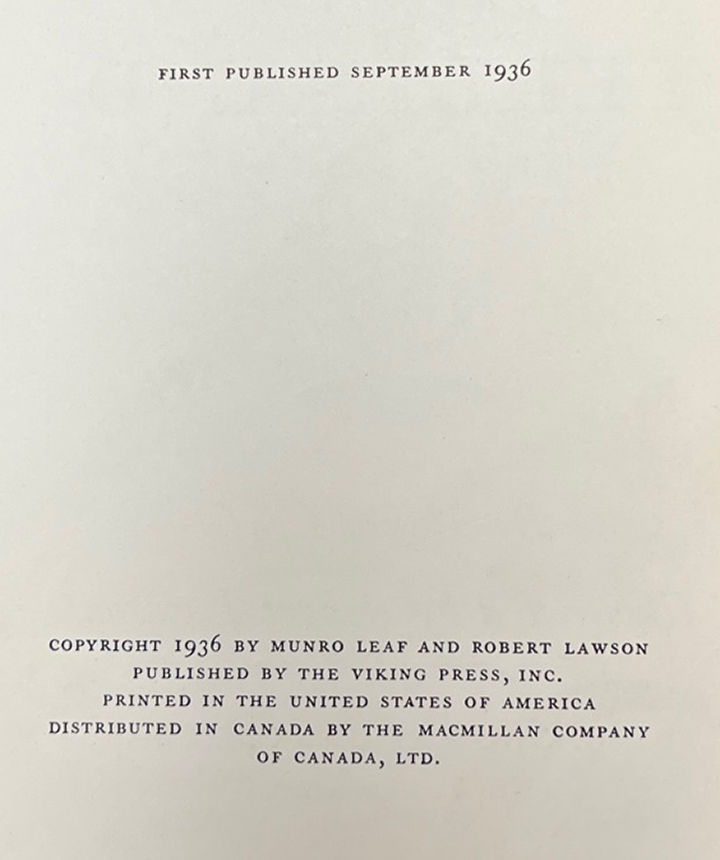 FIRST PUBLISHED SEPTEMBER 1936
COPYRIGHT 1936 BY MUNRO LEAF AND ROBERT LAWSON
PUBLISHED BY THE VIKING PRESS, INC.
PRINTED IN THE UNITED STATES OF AMERICA
DISTRIBUTED IN CANADA BY THE MACMILLAN COMPANY
OF CANADA, LTD.